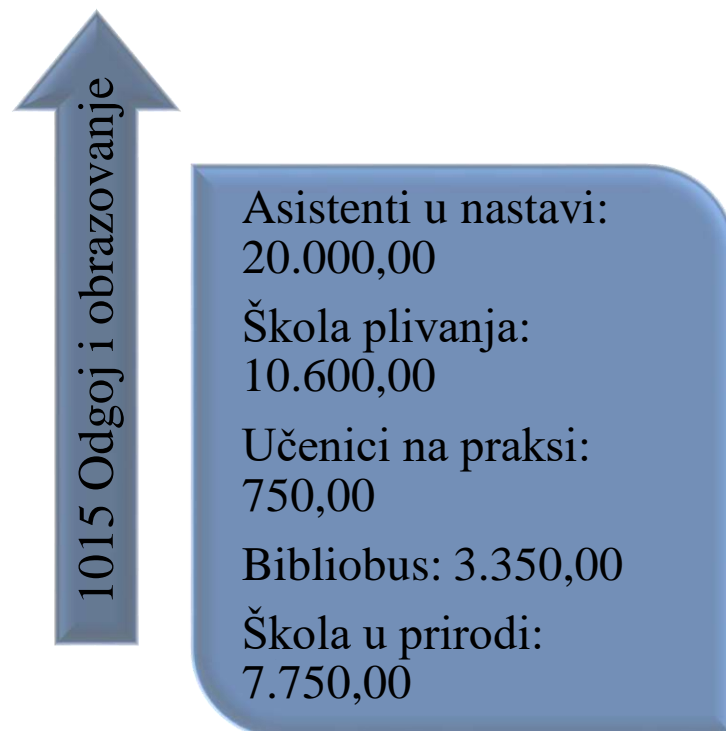 1015 Odgoj i obrazovanje
Asistenti u nastavi:
20.000,00
Škola plivanja:
10.600,00
Učenici na praksi:
750,00
Bibliobus: 3.350,00
Škola u prirodi:
7.750,00